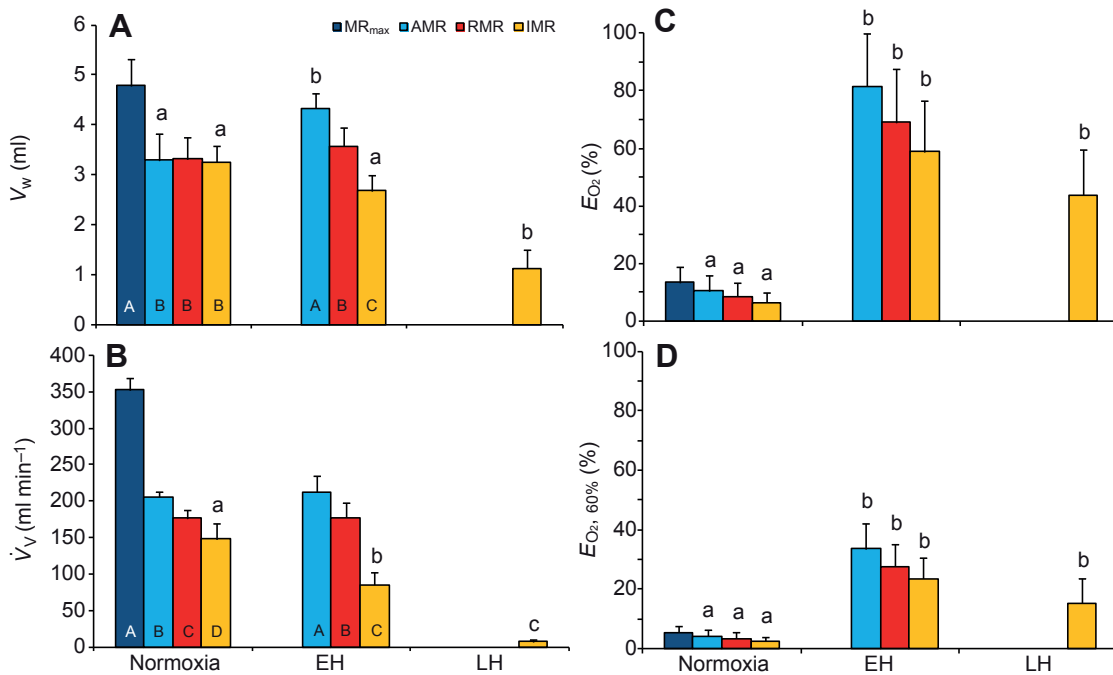 A
MRmax AMR RMR IMR
6
5
4
3
2
1
0
Vw (ml)
a
a
b
a
b
A B B B
A B C
C
100
80
60
40
20
0
EO2 (%)
a a a
b b b
b
B
400
350
300
250
200
150
100
50
0
V̇V (ml min−1)
a
b
c
A B C D
A B C
Normoxia EH LH
D
100
80
60
40
20
0
EO2, 60% (%)
a a a
b b b
b
Normoxia EH LH